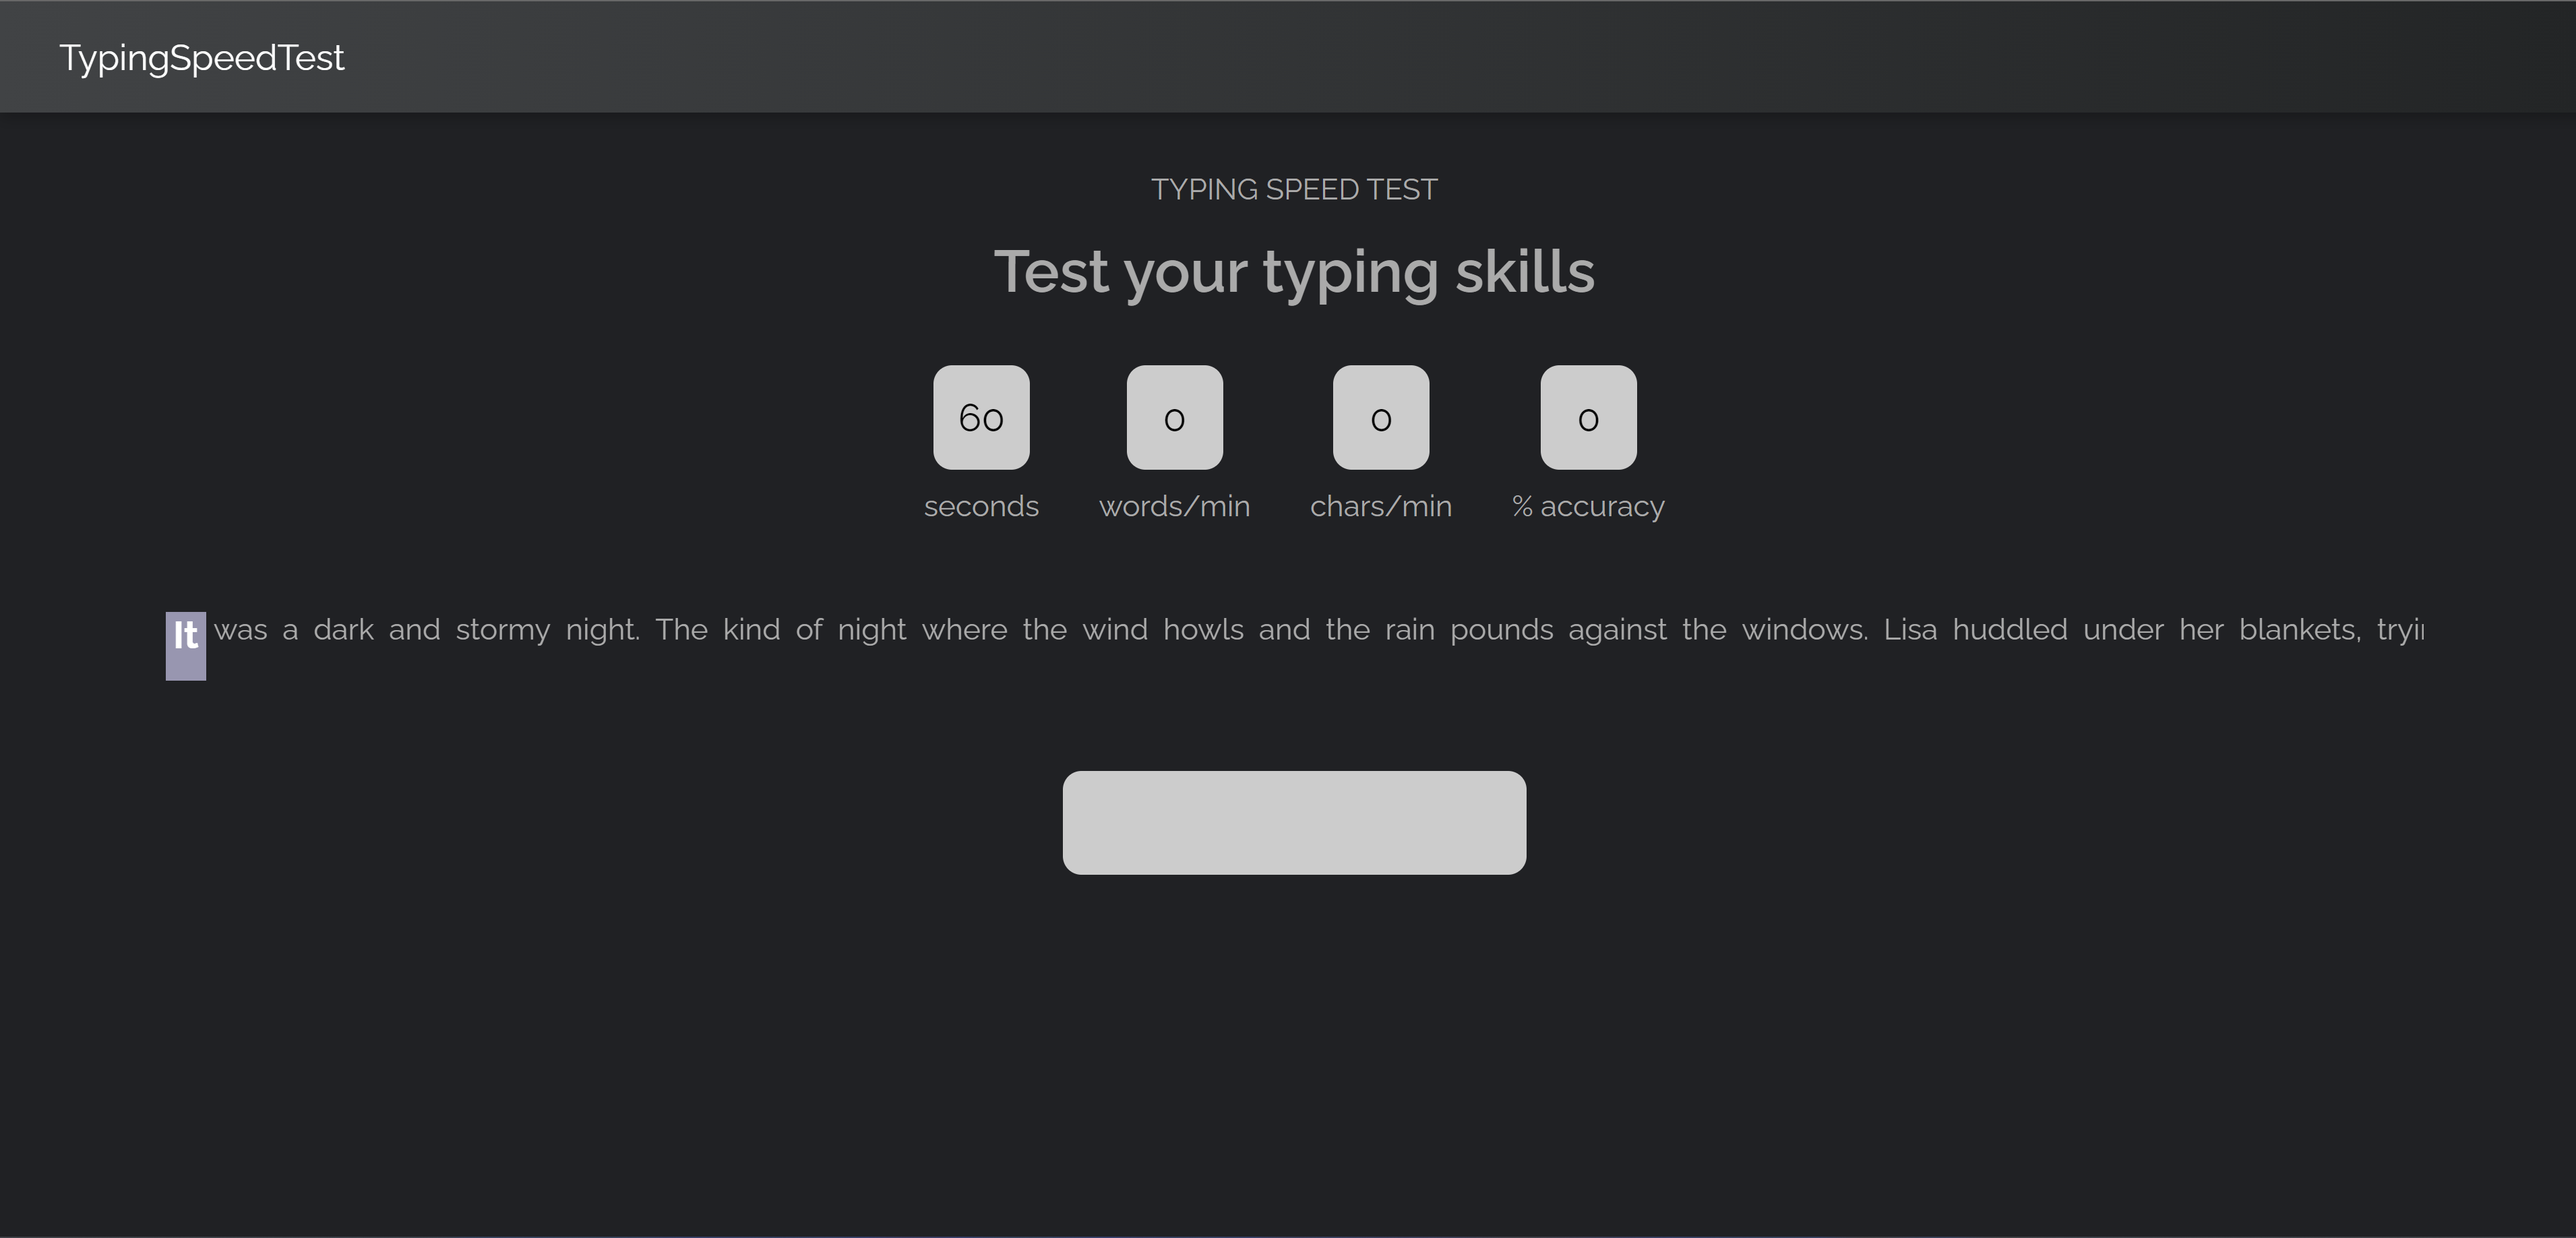 TypingSpeedTest
TYPING SPEED TEST
Test your typing skills
60 0 0 0
seconds words/min chars/min % accuracy
It was a dark and stormy night. The kind of night where the wind howls and the rain pounds against the windows. Lisa huddled under her blankets,